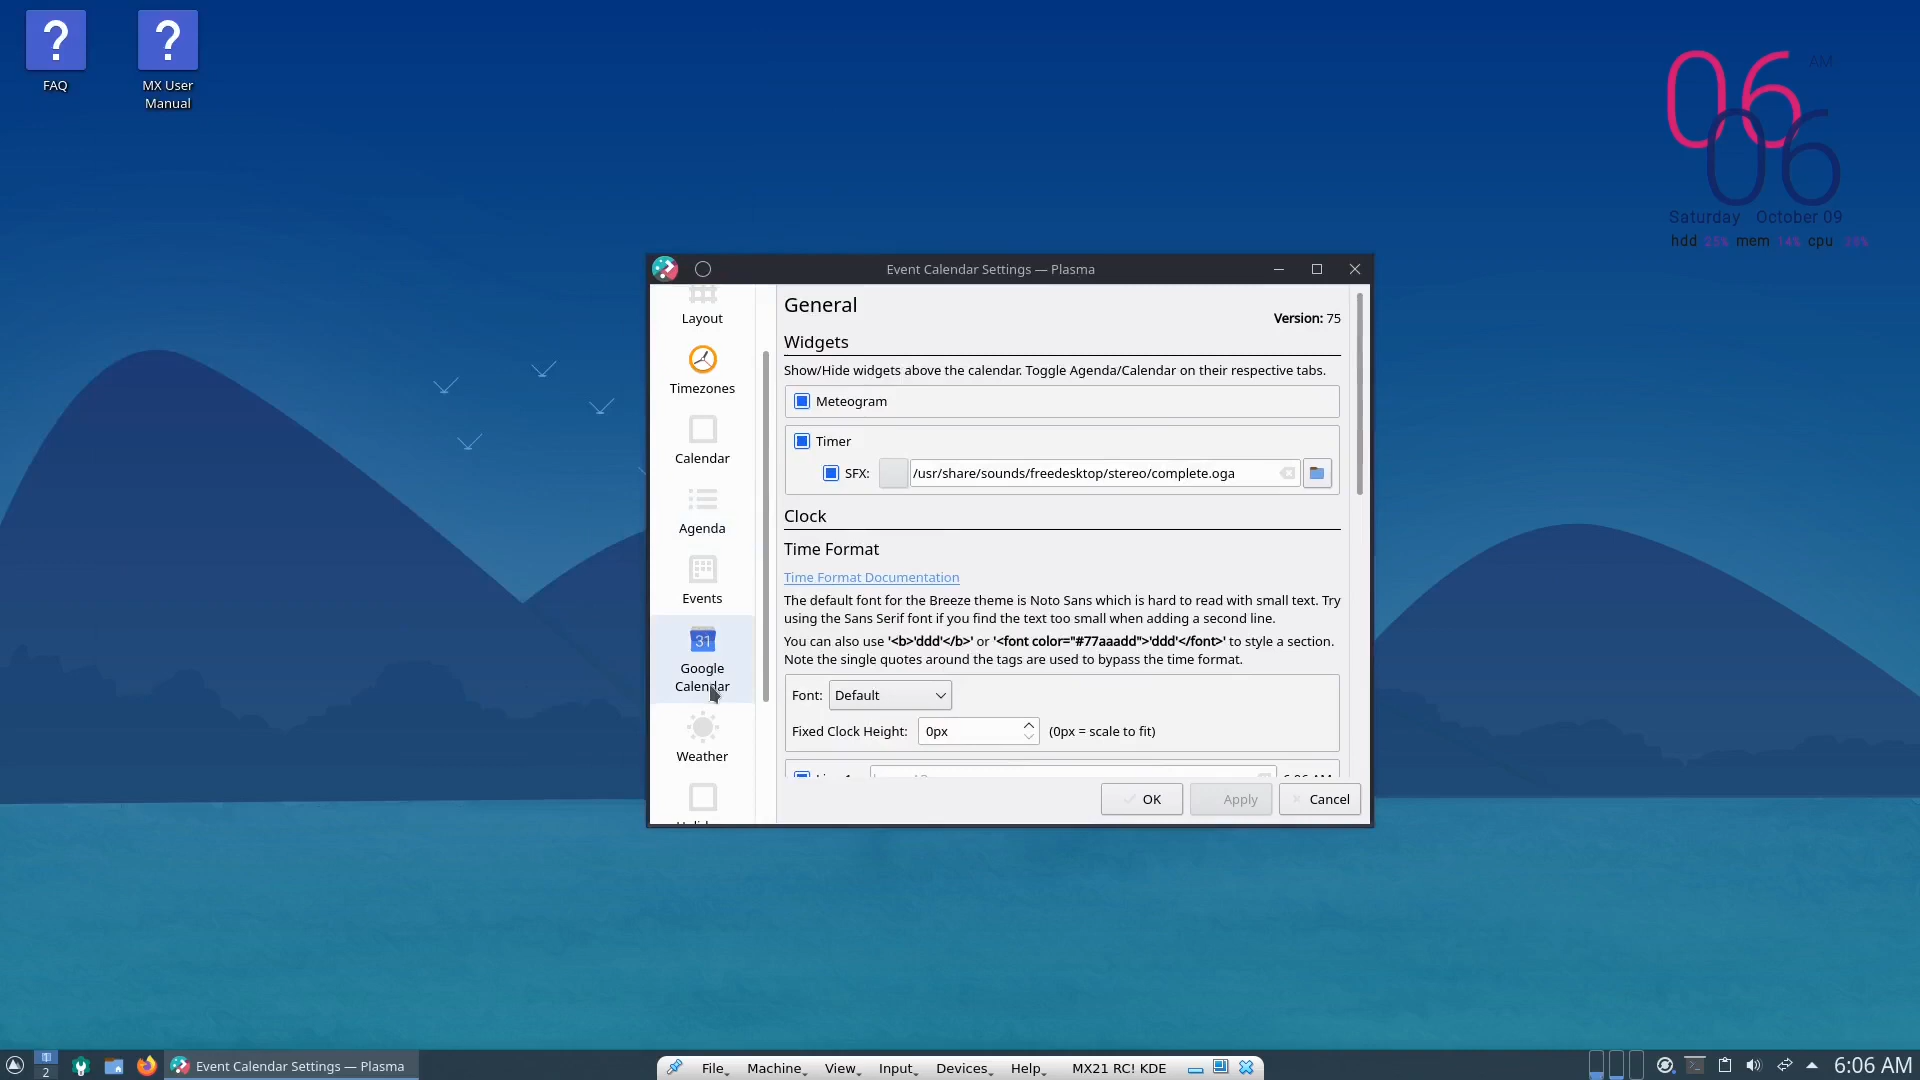 FAQ
MX User
Manual
06 AM
06
Saturday October 09
hdd 25% mem 14% cpu
Event Calendar Settings — Plasma
Layout
Timezones
Calendar
Agenda
Events
31
Google
Calendar
Weather
General
Version: 75
Widgets
Show/Hide widgets above the calendar. Toggle Agenda/Calendar on their respective tabs.
Meteogram
Timer
SFX: /usr/share/sounds/freedesktop/stereo/complete.oga
Clock
Time Format
Time Format Documentation
The default font for the Breeze theme is Noto Sans which is hard to read with small text. Try
using the Sans Serif font if you find the text too small when adding a second line.
You can also use '<b>'ddd'</b>' or '<font color="#77aaadd">'ddd'</font>' to style a section.
Note the single quotes around the tags are used to bypass the time format.
Font: Default
Fixed Clock Height: 0px (0px = scale to fit)
OK Apply Cancel
1
2
Event Calendar Settings — Plasma
File Machine View Input Devices Help MX21 RC! KDE
6:06 AM